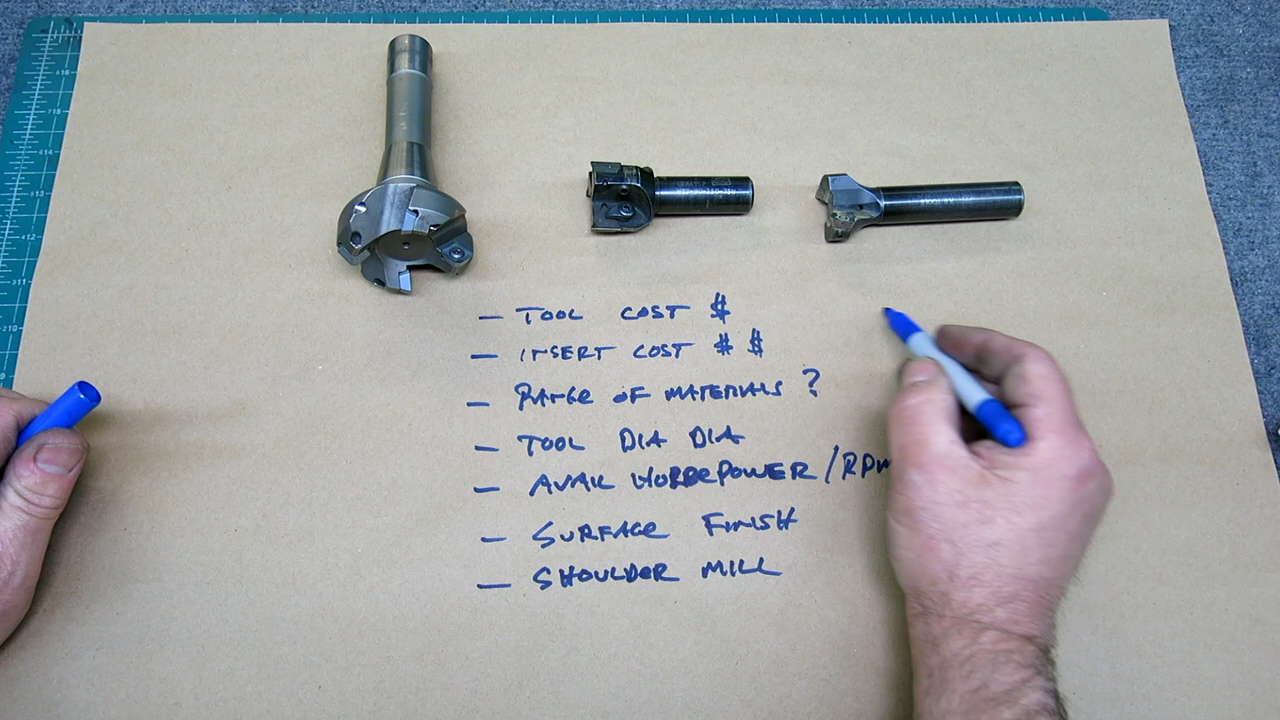 — TOOL COST $
— INSERT COST $ $
— RANGE OF MATERIALS ?
— TOOL DIA DIA
— AVAIL HORSEPOWER / RPM
— SURFACE FINISH
— SHOULDER MILL